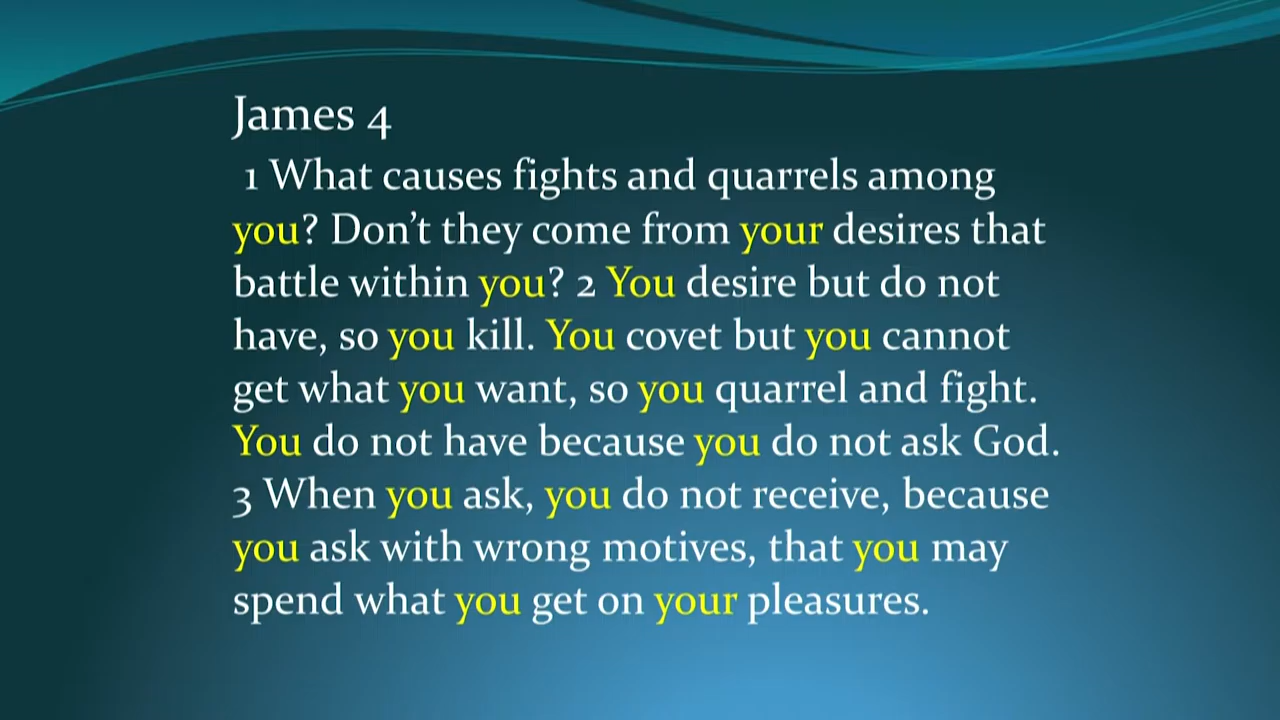 James 4
1 What causes fights and quarrels among
you? Don’t they come from your desires that
battle within you? 2 You desire but do not
have, so you kill. You covet but you cannot
get what you want, so you quarrel and fight.
You do not have because you do not ask God.
3 When you ask, you do not receive, because
you ask with wrong motives, that you may
spend what you get on your pleasures.